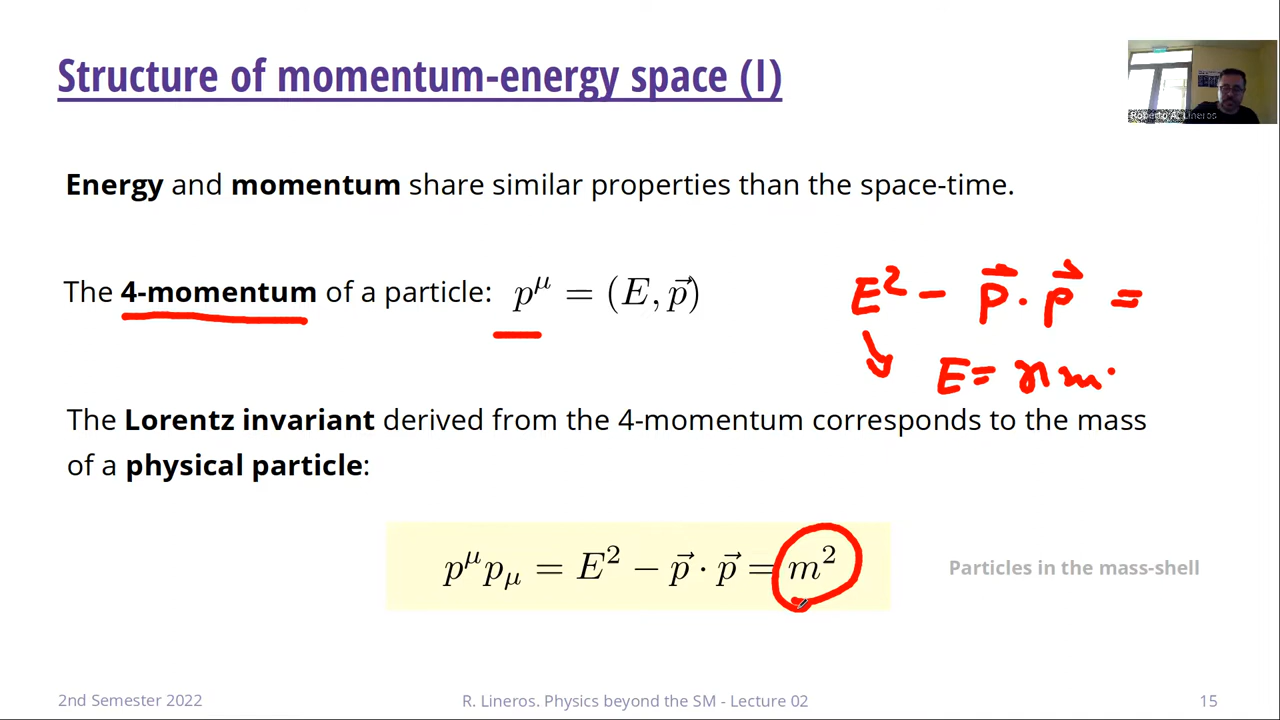 Structure of momentum-energy space (I)
Roberto A. Lineros
Energy and momentum share similar properties than the space-time.
The 4-momentum of a particle: p^μ = (E, p⃗)
E² − p⃗ · p⃗ =
E = γm·
The Lorentz invariant derived from the 4-momentum corresponds to the mass
of a physical particle:
p^μ p_μ = E² − p⃗ · p⃗ = m²
Particles in the mass-shell
2nd Semester 2022
R. Lineros. Physics beyond the SM - Lecture 02
15